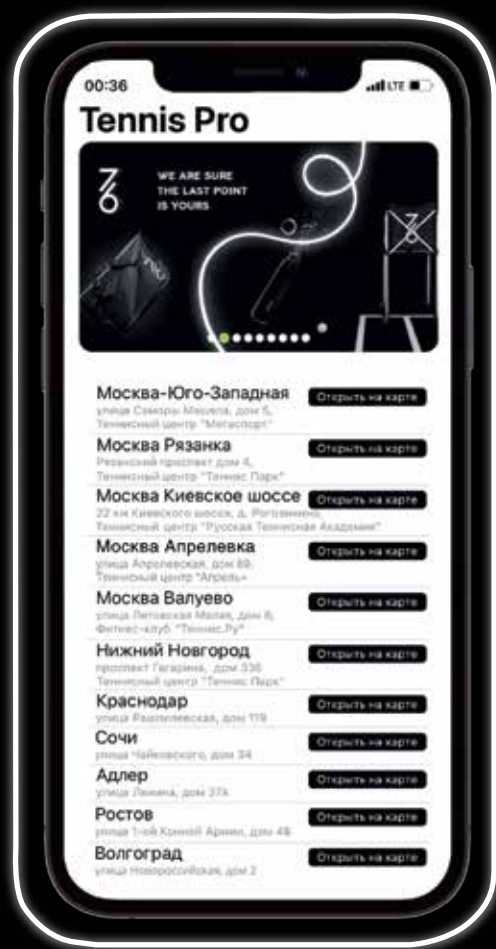 00:36
LTE
Tennis Pro
7/6
WE ARE SURE
THE LAST POINT
IS YOURS
7/6
Москва-Юго-Западная
Открыть на карте
улица Саморы Машела, дом 5,
Теннисный центр "Мегаспорт"
Москва Рязанка
Открыть на карте
Рязанский проспект дом 4,
Теннисный центр "Теннис Парк"
Москва Киевское шоссе
Открыть на карте
22 км Киевского шоссе, д.
Теннисный центр "Русская Теннисная Академия"
Москва Апрелевка
Открыть на карте
улица Апрелевская, дом 69,
Теннисный центр "Апрель»
Москва Валуево
Открыть на карте
улица Литовская Малая, дом
Фитнес-клуб "Теннис.Ру"
Нижний Новгород
Открыть на карте
проспект Гагарина, дом
Теннисный центр "Теннис Парк"
Краснодар
Открыть на карте
улица Рашпилевская, дом 119
Сочи
Открыть на карте
улица Чайковского, дом 34
Адлер
Открыть на карте
улица Ленина, дом
Ростов
Открыть на карте
улица 1-ой Конной Армии, дом
Волгоград
Открыть на карте
улица Новороссийская, дом 2